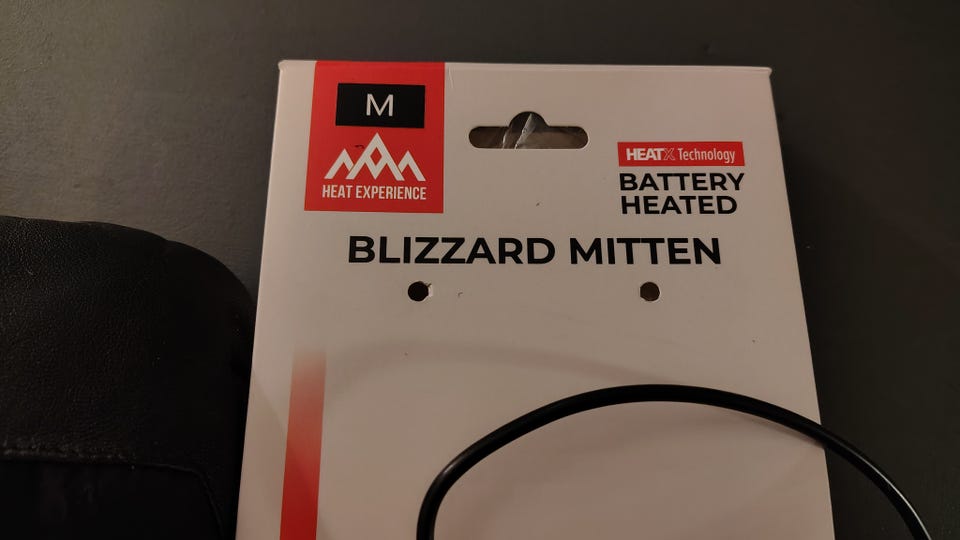 M
HEAT EXPERIENCE
HEATX Technology
BATTERY
HEATED
BLIZZARD MITTEN